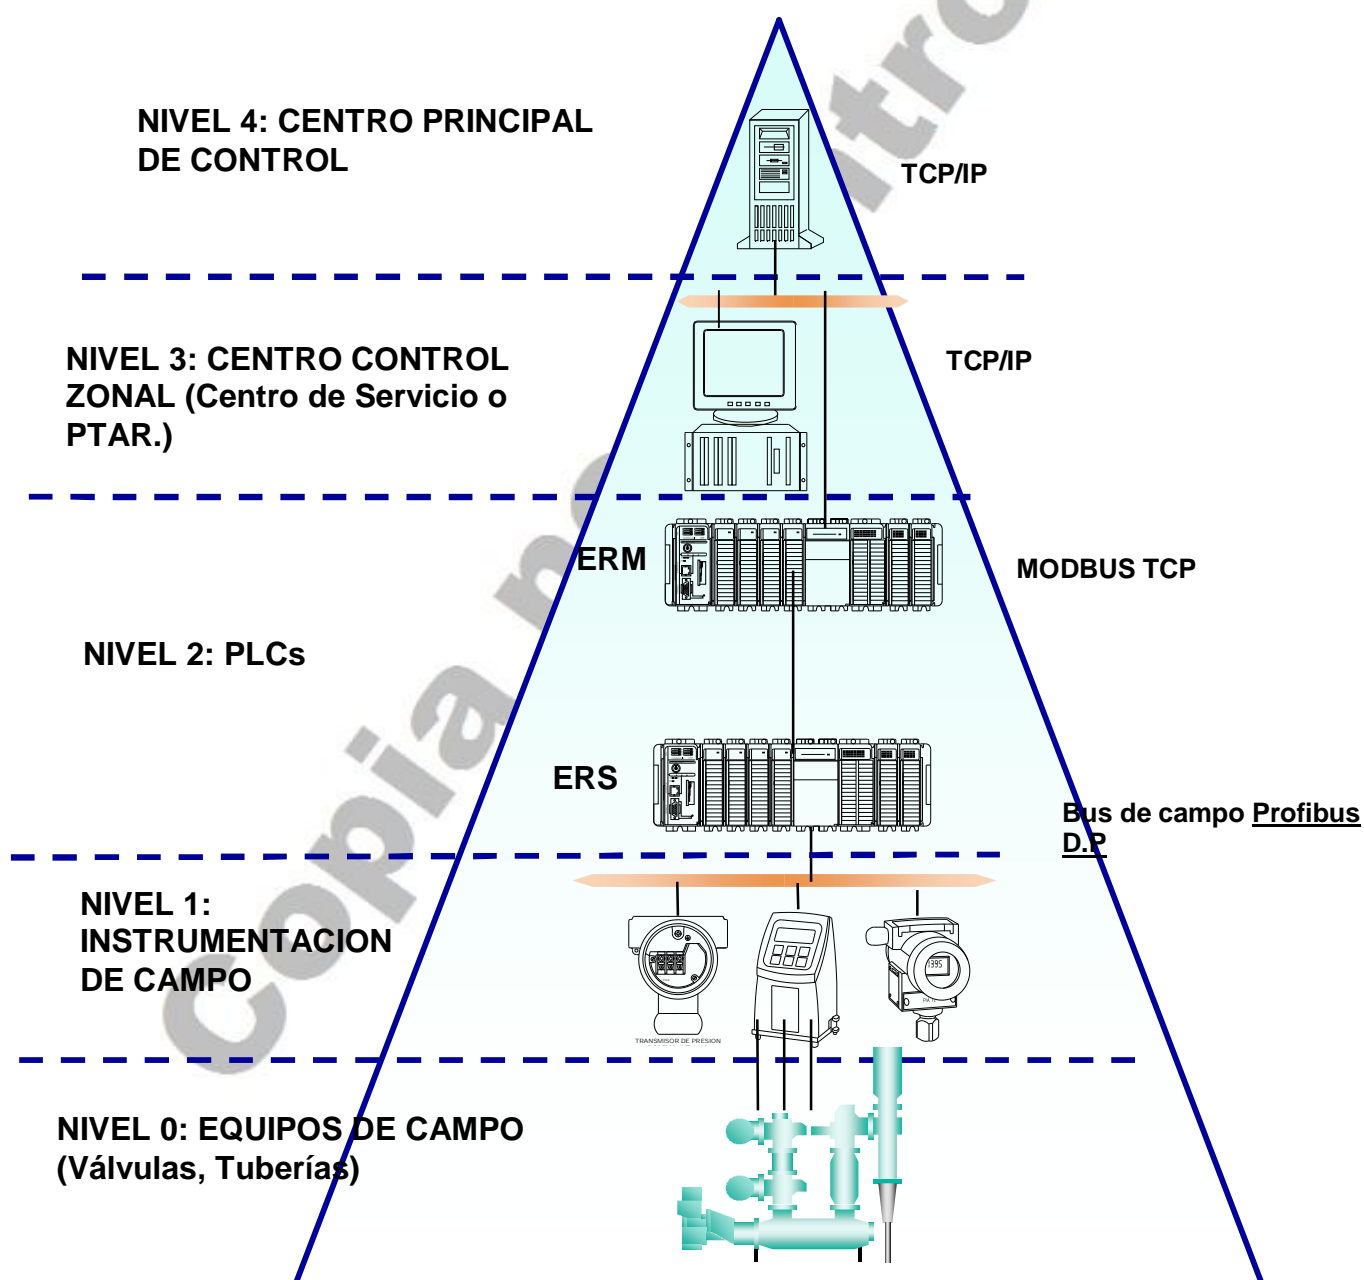 NIVEL 4: CENTRO PRINCIPAL
DE CONTROL
TCP/IP
NIVEL 3: CENTRO CONTROL
ZONAL (Centro de Servicio o
PTAR.)
TCP/IP
ERM
MODBUS TCP
NIVEL 2: PLCs
ERS
Bus de campo Profibus
D.P
NIVEL 1:
INSTRUMENTACION
DE CAMPO
1395
TRANSMISOR DE PRESION
NIVEL 0: EQUIPOS DE CAMPO
(Válvulas, Tuberías)
Copia